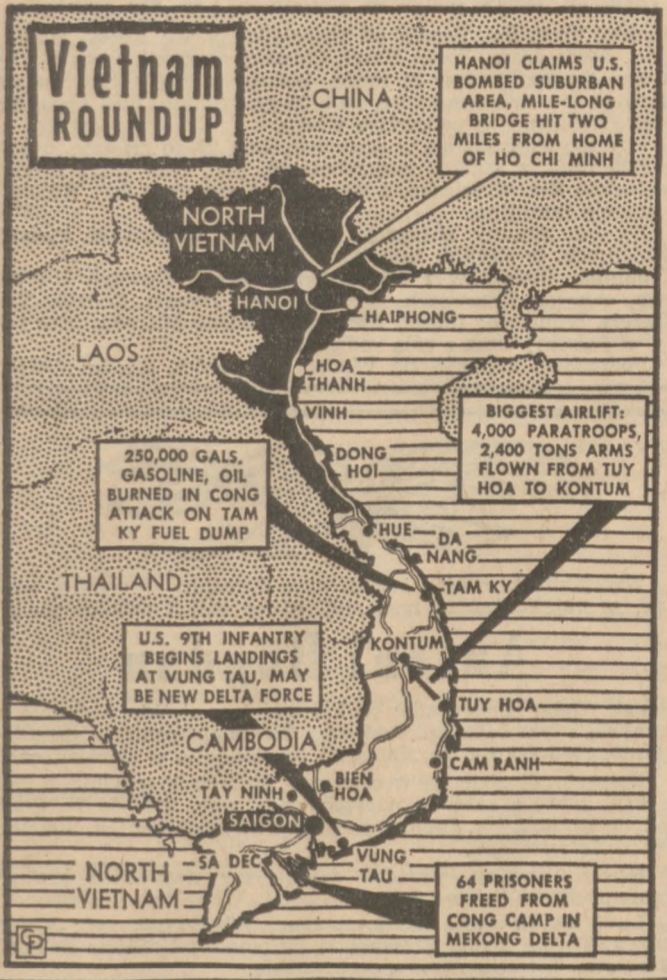 Vietnam
ROUNDUP
CHINA
HANOI CLAIMS U.S.
BOMBED SUBURBAN
AREA, MILE-LONG
BRIDGE HIT TWO
MILES FROM HOME
OF HO CHI MINH
NORTH
VIETNAM
HANOI
HAIPHONG
LAOS
HOA
THANH
VINH
BIGGEST AIRLIFT:
4,000 PARATROOPS,
2,400 TONS ARMS
FLOWN FROM TUY
HOA TO KONTUM
250,000 GALS.
GASOLINE, OIL
BURNED IN CONG
ATTACK ON TAM
KY FUEL DUMP
DONG
HOI
HUE
DA
NANG
TAM KY
THAILAND
U.S. 9TH INFANTRY
BEGINS LANDINGS
AT VUNG TAU, MAY
BE NEW DELTA FORCE
KONTUM
TUY HOA
CAMBODIA
CAM RANH
TAY NINH
BIEN
HOA
SAIGON
SA DEC
VUNG
TAU
NORTH
VIETNAM
64 PRISONERS
FREED FROM
CONG CAMP IN
MEKONG DELTA
CP